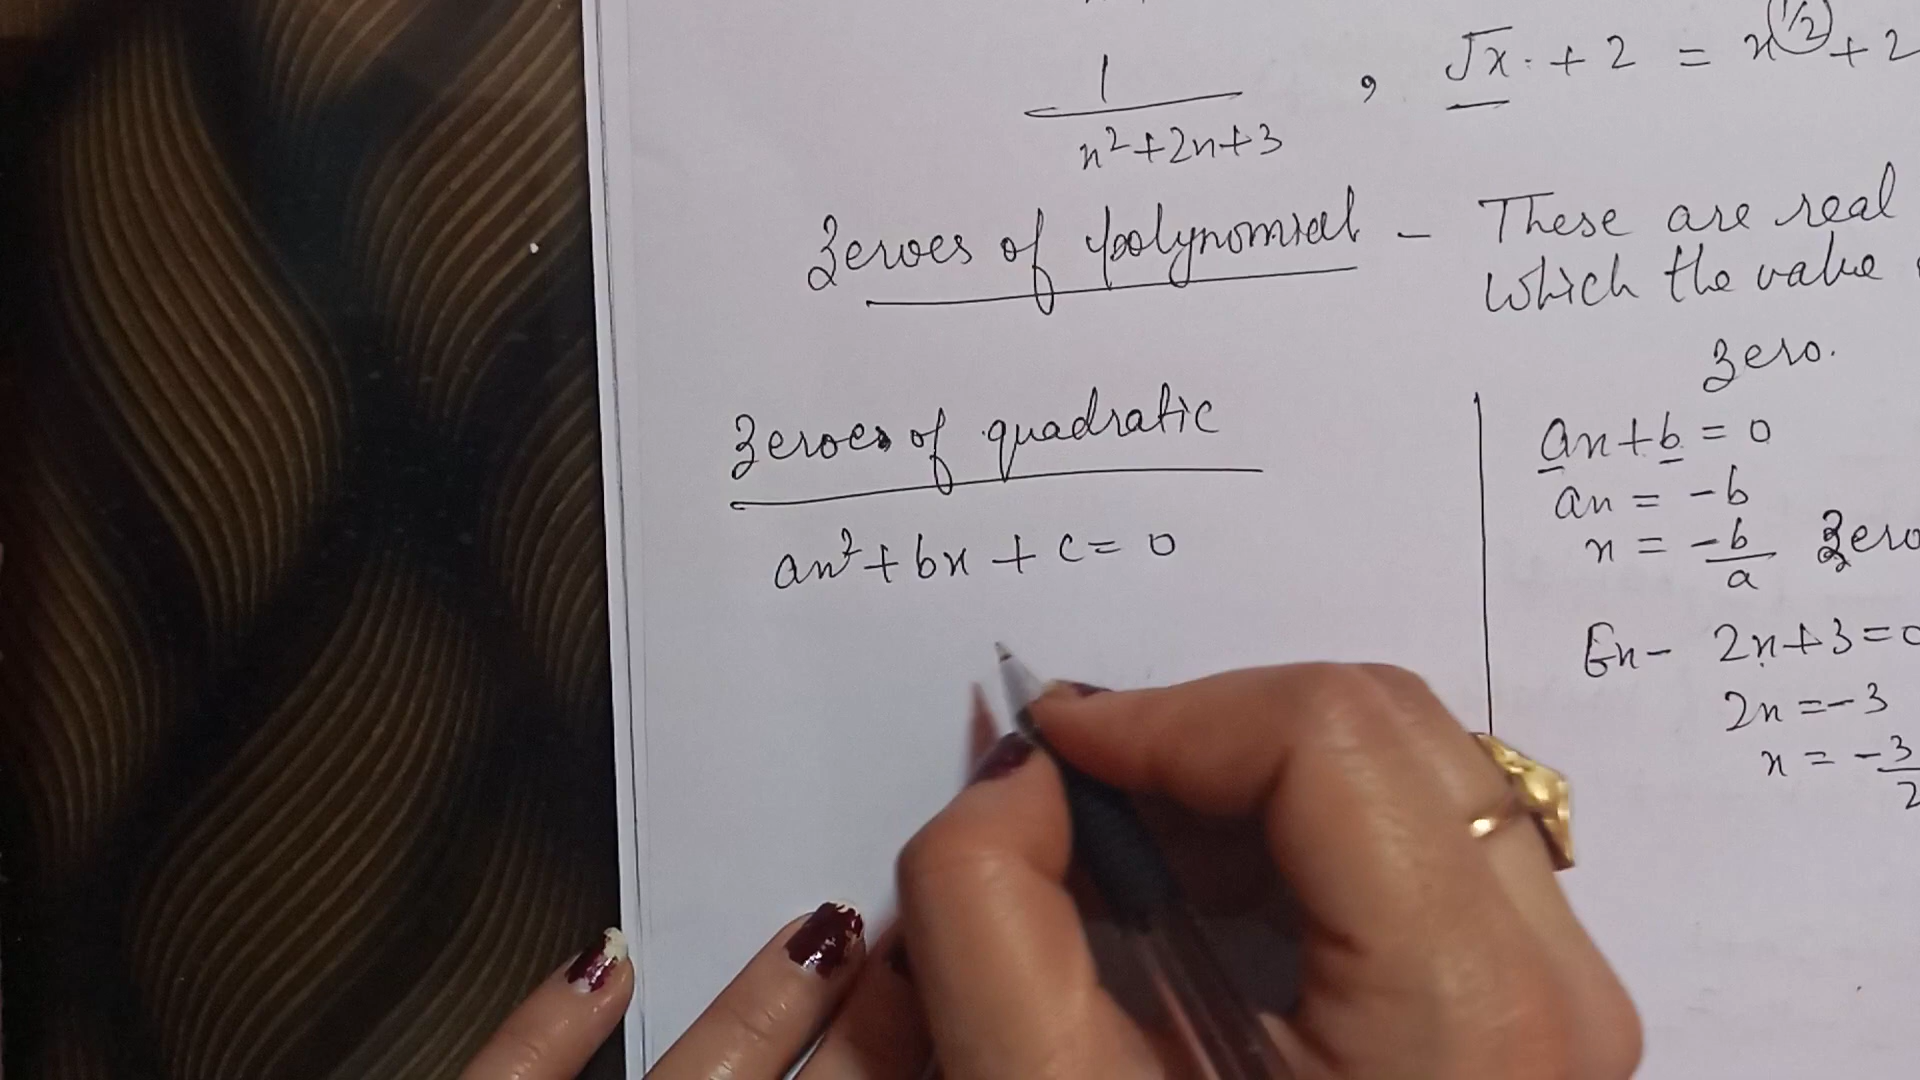 1/x²+2x+3 , √x + 2 = x^(1/2) + 2
Zeroes of polynomial - These are real
which the value
zero.
Zeroes of quadratic
ax²+bx + c = 0
ax+b = 0
ax = -b
x = -b/a Zero
Ex- 2x+3=0
2x = -3
x = -3/2